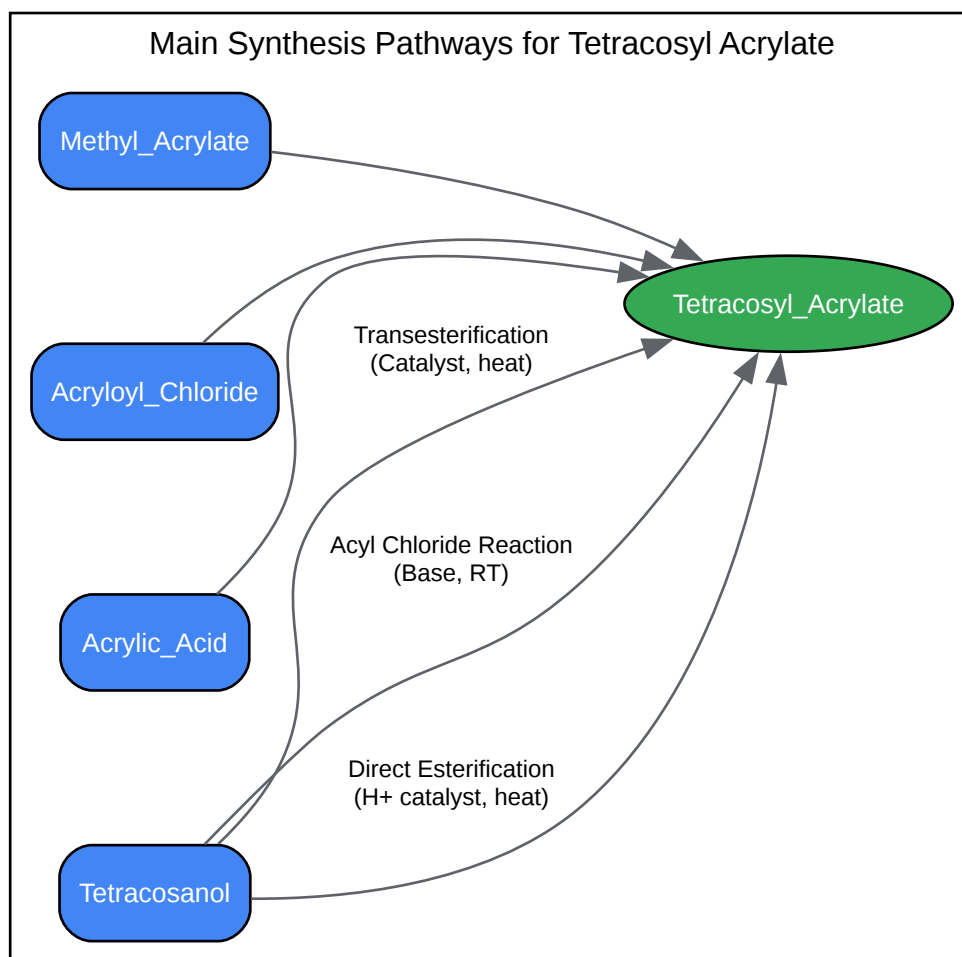 Main Synthesis Pathways for Tetracosyl Acrylate
Methyl_Acrylate
Tetracosyl_Acrylate
Transesterification
(Catalyst, heat)
Acryloyl_Chloride
Acyl Chloride Reaction
(Base, RT)
Acrylic_Acid
Direct Esterification
(H+ catalyst, heat)
Tetracosanol